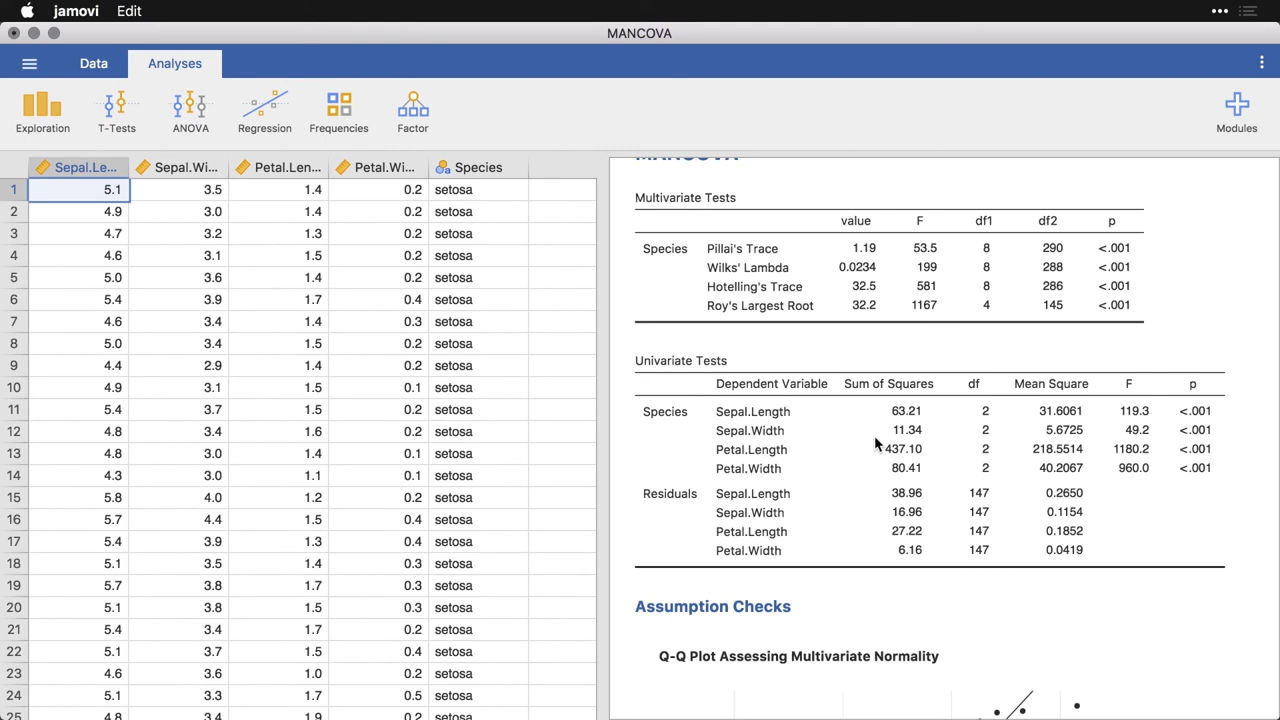 jamovi Edit
MANCOVA
Data Analyses
Exploration T-Tests ANOVA Regression Frequencies Factor Modules
Sepal.Le... Sepal.Wi... Petal.Len... Petal.Wi... Species
1 5.1 3.5 1.4 0.2 setosa
2 4.9 3.0 1.4 0.2 setosa
3 4.7 3.2 1.3 0.2 setosa
4 4.6 3.1 1.5 0.2 setosa
5 5.0 3.6 1.4 0.2 setosa
6 5.4 3.9 1.7 0.4 setosa
7 4.6 3.4 1.4 0.3 setosa
8 5.0 3.4 1.5 0.2 setosa
9 4.4 2.9 1.4 0.2 setosa
10 4.9 3.1 1.5 0.1 setosa
11 5.4 3.7 1.5 0.2 setosa
12 4.8 3.4 1.6 0.2 setosa
13 4.8 3.0 1.4 0.1 setosa
14 4.3 3.0 1.1 0.1 setosa
15 5.8 4.0 1.2 0.2 setosa
16 5.7 4.4 1.5 0.4 setosa
17 5.4 3.9 1.3 0.4 setosa
18 5.1 3.5 1.4 0.3 setosa
19 5.7 3.8 1.7 0.3 setosa
20 5.1 3.8 1.5 0.3 setosa
21 5.4 3.4 1.7 0.2 setosa
22 5.1 3.7 1.5 0.4 setosa
23 4.6 3.6 1.0 0.2 setosa
24 5.1 3.3 1.7 0.5 setosa
25 4.8 3.4 1.9 0.2 setosa
MANCOVA
Multivariate Tests
value F df1 df2 p
Species Pillai's Trace 1.19 53.5 8 290 <.001
Wilks' Lambda 0.0234 199 8 288 <.001
Hotelling's Trace 32.5 581 8 286 <.001
Roy's Largest Root 32.2 1167 4 145 <.001
Univariate Tests
Dependent Variable Sum of Squares df Mean Square F p
Species Sepal.Length 63.21 2 31.6061 119.3 <.001
Sepal.Width 11.34 2 5.6725 49.2 <.001
Petal.Length 437.10 2 218.5514 1180.2 <.001
Petal.Width 80.41 2 40.2067 960.0 <.001
Residuals Sepal.Length 38.96 147 0.2650
Sepal.Width 16.96 147 0.1154
Petal.Length 27.22 147 0.1852
Petal.Width 6.16 147 0.0419
Assumption Checks
Q-Q Plot Assessing Multivariate Normality